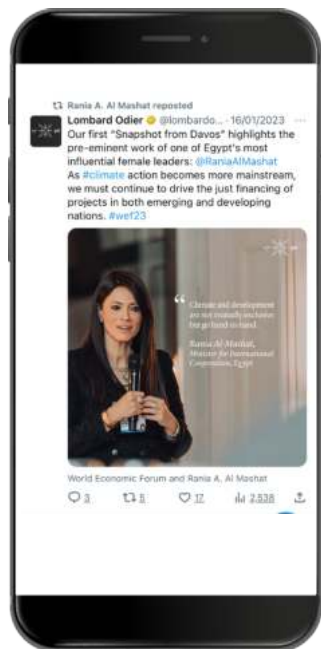 Rania A. Al Mashat reposted
Lombard Odier @lombardo... · 16/01/2023 ...
Our first "Snapshot from Davos" highlights the
pre-eminent work of one of Egypt's most
influential female leaders: @RaniaAlMashat
As #climate action becomes more mainstream,
we must continue to drive the just financing of
projects in both emerging and developing
nations. #wef23
“ Climate and development
are not mutually exclusive
but go hand in hand.
Rania Al-Mashat,
Minister for International
Cooperation, Egypt
World Economic Forum and Rania A. Al Mashat
3 5 17 2,538